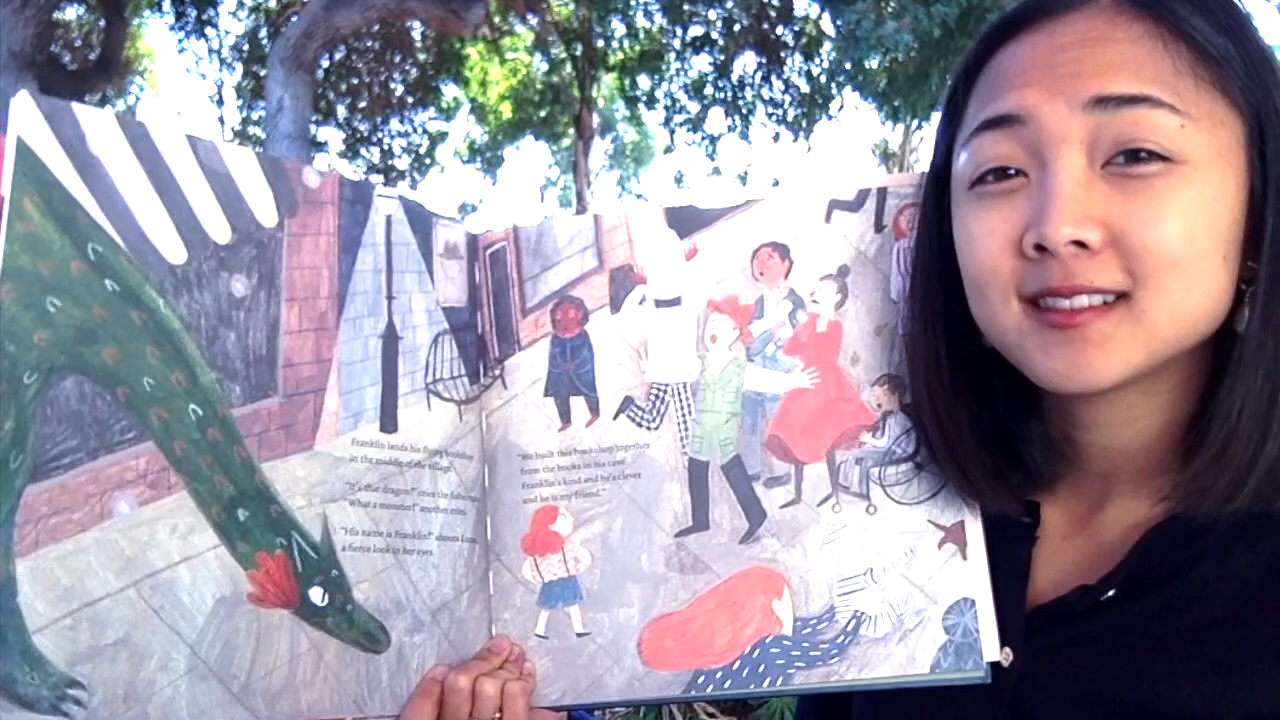 Franklin lands his flying bookshop
in the middle of the village.
"It's that dragon!" cries the
"What a monster!" another cries.
"His name is Franklin!" shouts Luna,
a fierce look in her eyes.
"We built this bookshop together
from the books in his cave.
Franklin's kind and he's clever
and he is my friend."